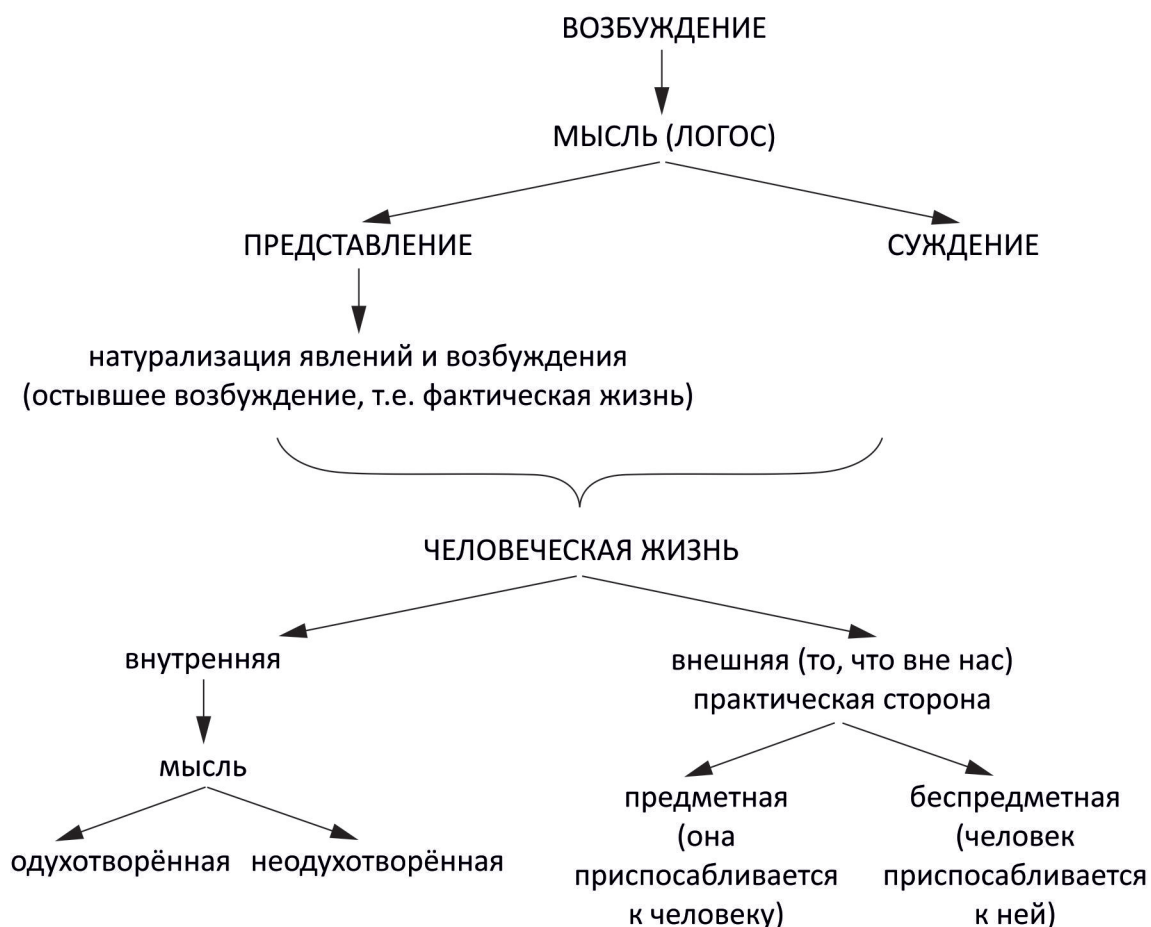 ВОЗБУЖДЕНИЕ
МЫСЛЬ (ЛОГОС)
ПРЕДСТАВЛЕНИЕ
СУЖДЕНИЕ
натурализация явлений и возбуждения
(остывшее возбуждение, т.е. фактическая жизнь)
ЧЕЛОВЕЧЕСКАЯ ЖИЗНЬ
внутренняя
мысль
одухотворённая
неодухотворённая
внешняя (то, что вне нас)
практическая сторона
предметная
(она
приспосабливается
к человеку)
беспредметная
(человек
приспосабливается
к ней)